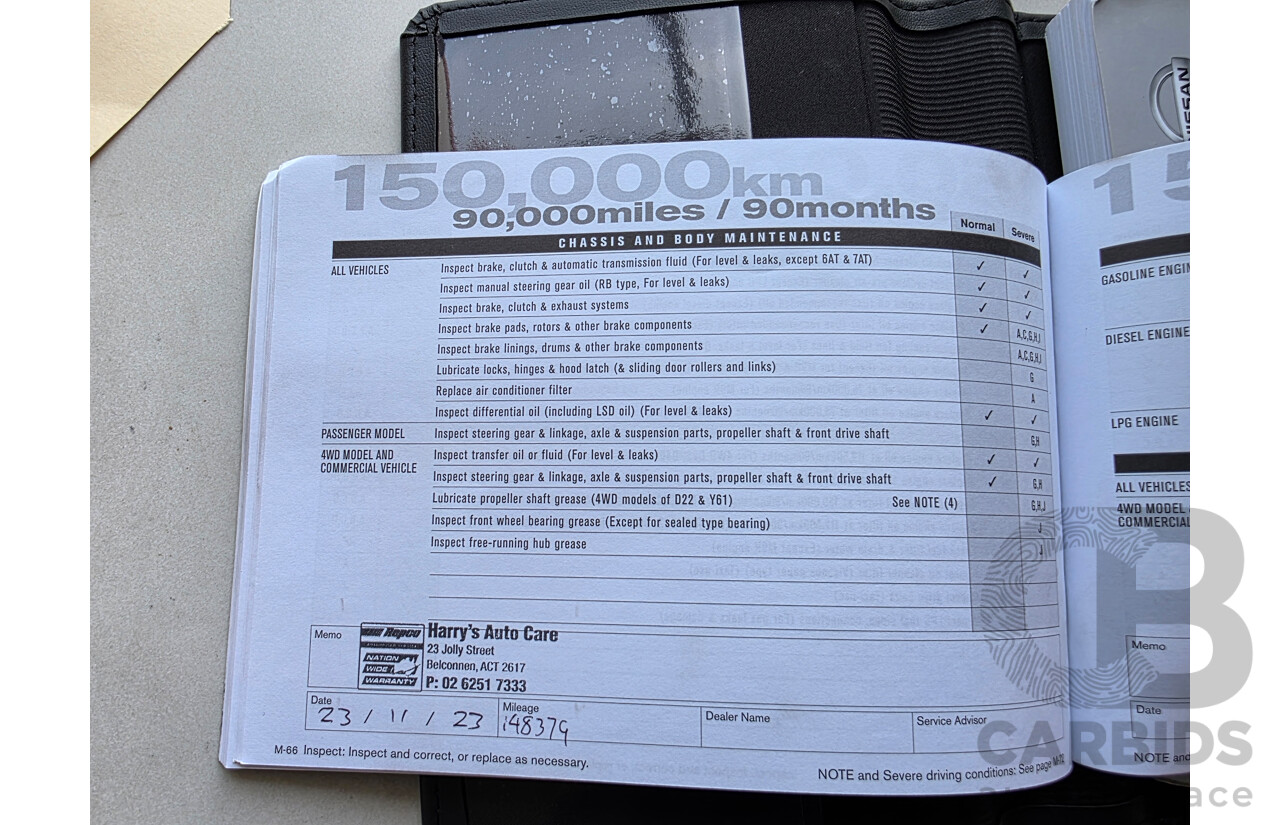 NISSAN
150,000km
90,000miles / 90months
Normal Severe
CHASSIS AND BODY MAINTENANCE
ALL VEHICLES Inspect brake, clutch & automatic transmission fluid (For level & leaks, except 6AT & 7AT) ✓ ✓
Inspect manual steering gear oil (RB type, For level & leaks) ✓ ✓
Inspect brake, clutch & exhaust systems ✓ ✓
Inspect brake pads, rotors & other brake components ✓ A,C,G,H,I
Inspect brake linings, drums & other brake components A,C,G,H,I
Lubricate locks, hinges & hood latch (& sliding door rollers and links) G
Replace air conditioner filter A
Inspect differential oil (including LSD oil) (For level & leaks) ✓ ✓
PASSENGER MODEL Inspect steering gear & linkage, axle & suspension parts, propeller shaft & front drive shaft G,H
4WD MODEL AND Inspect transfer oil or fluid (For level & leaks) ✓ ✓
COMMERCIAL VEHICLE Inspect steering gear & linkage, axle & suspension parts, propeller shaft & front drive shaft ✓ G,H
Lubricate propeller shaft grease (4WD models of D22 & Y61) See NOTE (4) G,H,J
Inspect front wheel bearing grease (Except for sealed type bearing) J
Inspect free-running hub grease J
Memo
Repco
NATION
WIDE
WARRANTY
Harry's Auto Care
23 Jolly Street
Belconnen, ACT 2617
P: 02 6251 7333
Date 23 / 11 / 23 Mileage 148379 Dealer Name Service Advisor
M-66 Inspect: Inspect and correct, or replace as necessary.
NOTE and Severe driving conditions: See page M-72
15
GASOLINE ENGIN
DIESEL ENGINE
LPG ENGINE
ALL VEHICLES
4WD MODEL
COMMERCIAL
Memo
Date
NOTE and
CB
CARBIDS
ace